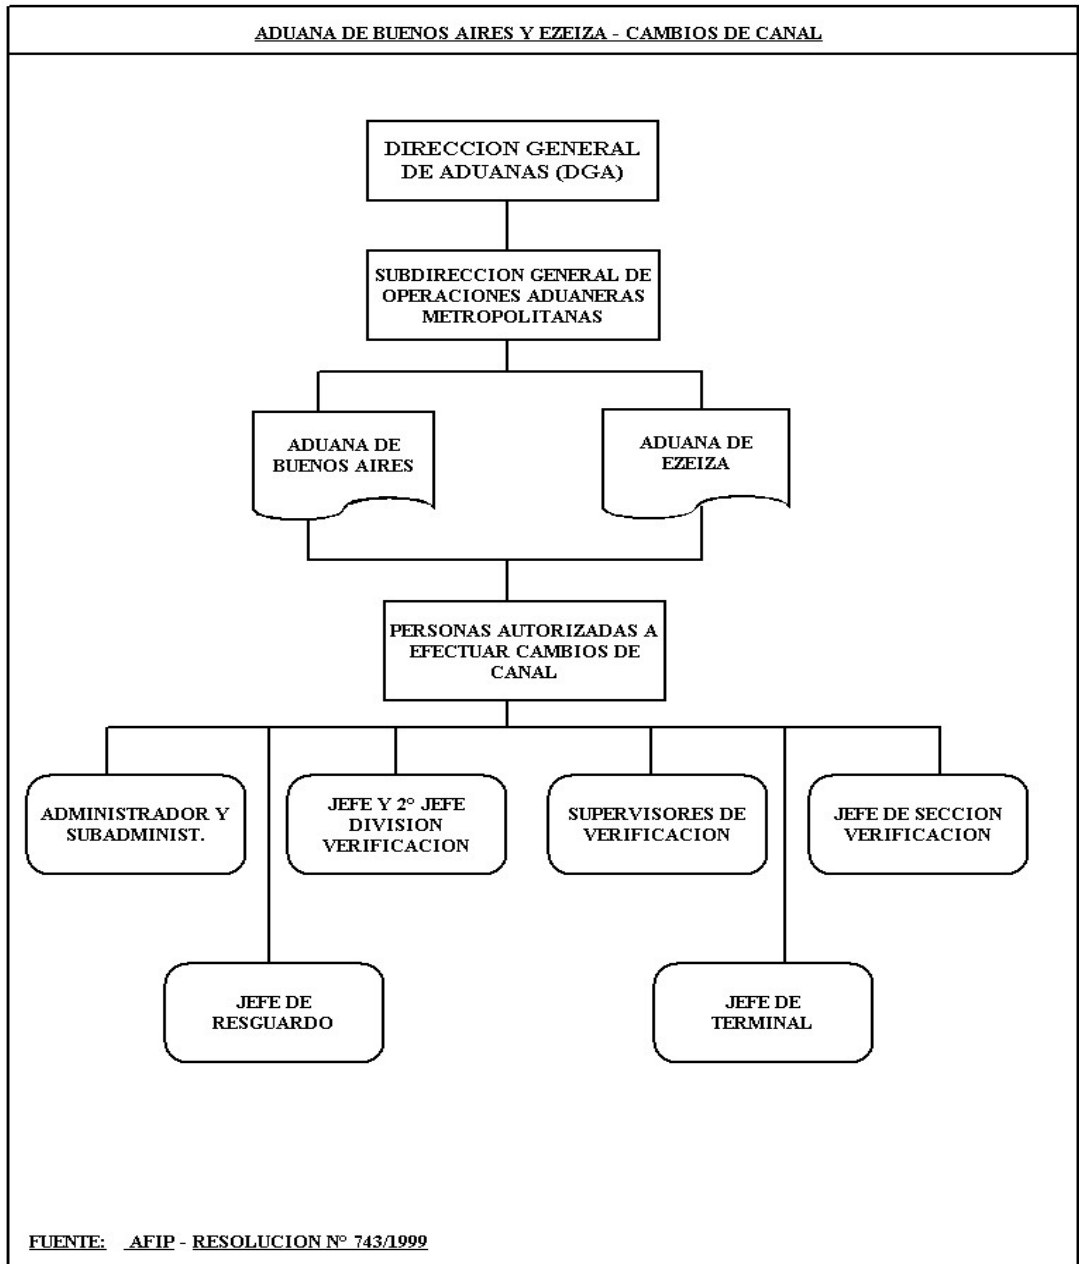 ADUANA DE BUENOS AIRES Y EZEIZA - CAMBIOS DE CANAL
DIRECCION GENERAL
DE ADUANAS (DGA)
SUBDIRECCION GENERAL DE
OPERACIONES ADUANERAS
METROPOLITANAS
ADUANA DE
BUENOS AIRES
ADUANA DE
EZEIZA
PERSONAS AUTORIZADAS A
EFECTUAR CAMBIOS DE
CANAL
ADMINISTRADOR Y
SUBADMINIST.
JEFE Y 2° JEFE
DIVISION
VERIFICACION
SUPERVISORES DE
VERIFICACION
JEFE DE SECCION
VERIFICACION
JEFE DE
RESGUARDO
JEFE DE
TERMINAL
FUENTE: AFIP - RESOLUCION N° 743/1999